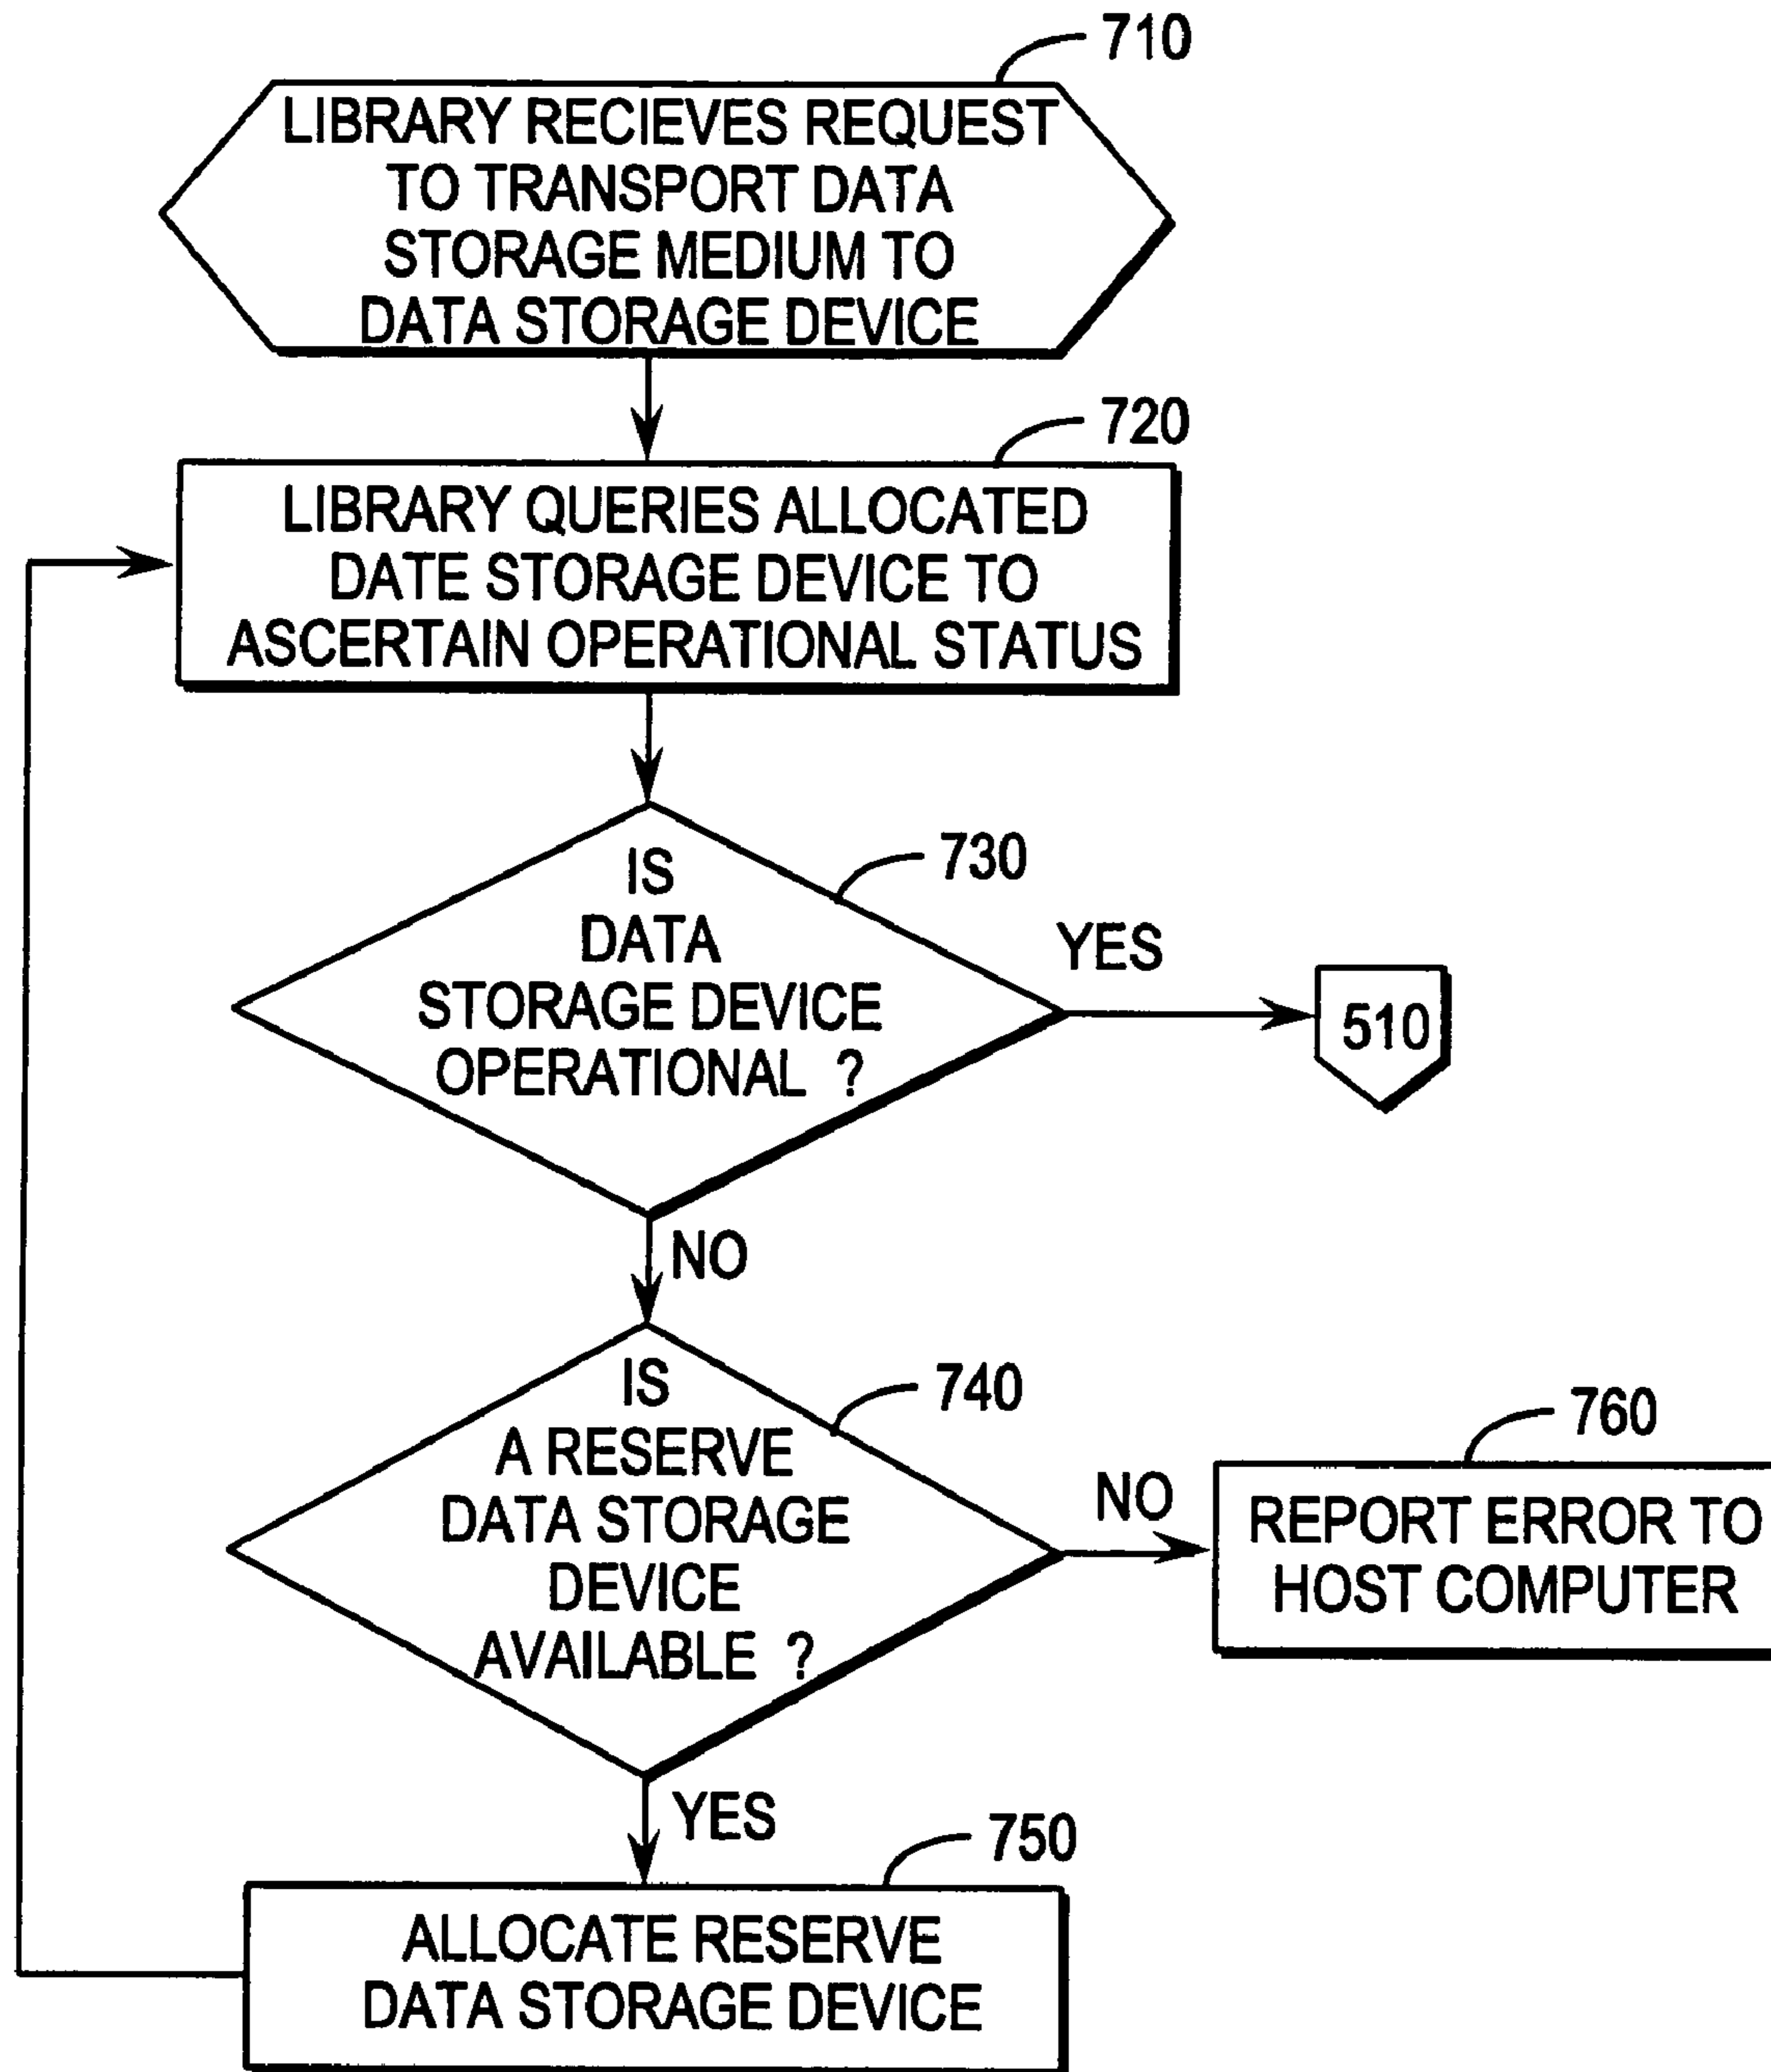 710
LIBRARY RECIEVES REQUEST
TO TRANSPORT DATA
STORAGE MEDIUM TO
DATA STORAGE DEVICE
720
LIBRARY QUERIES ALLOCATED
DATE STORAGE DEVICE TO
ASCERTAIN OPERATIONAL STATUS
730
IS
DATA
STORAGE DEVICE
OPERATIONAL ?
YES
510
NO
740
IS
A RESERVE
DATA STORAGE
DEVICE
AVAILABLE ?
NO
760
REPORT ERROR TO
HOST COMPUTER
YES
750
ALLOCATE RESERVE
DATA STORAGE DEVICE